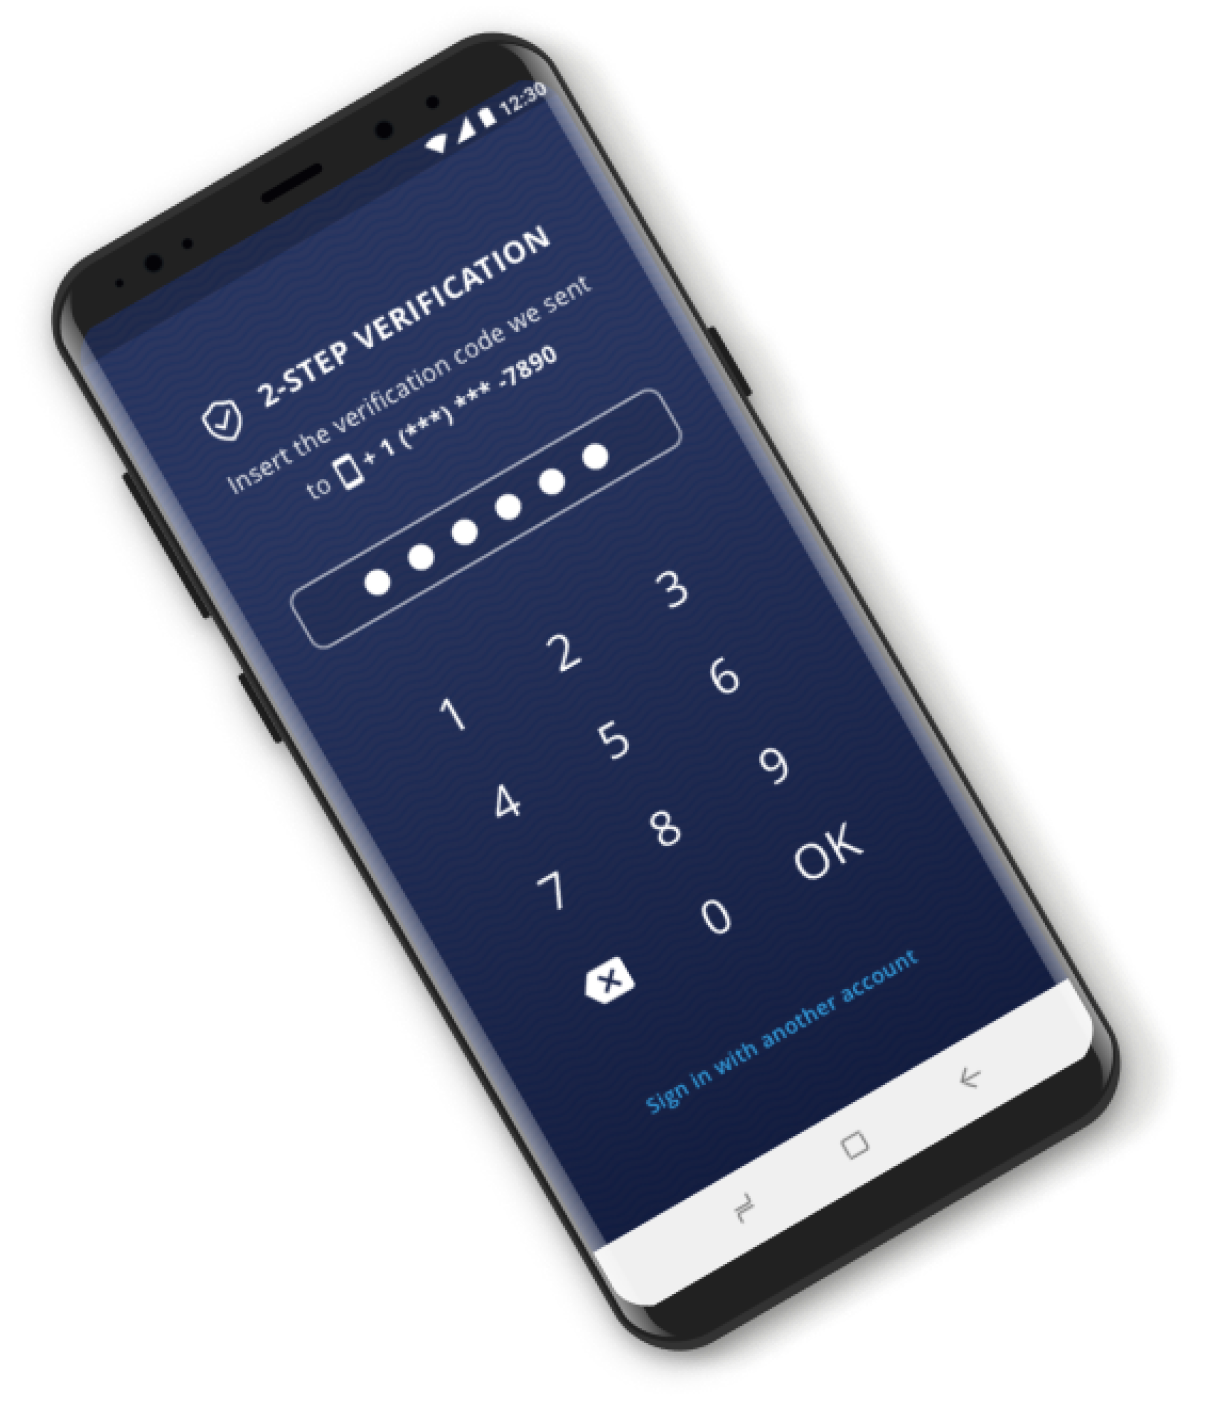 12:30
2-STEP VERIFICATION
Insert the verification code we sent
to + 1 (***) *** -7890
1 2 3
4 5 6
7 8 9
0 OK
Sign in with another account